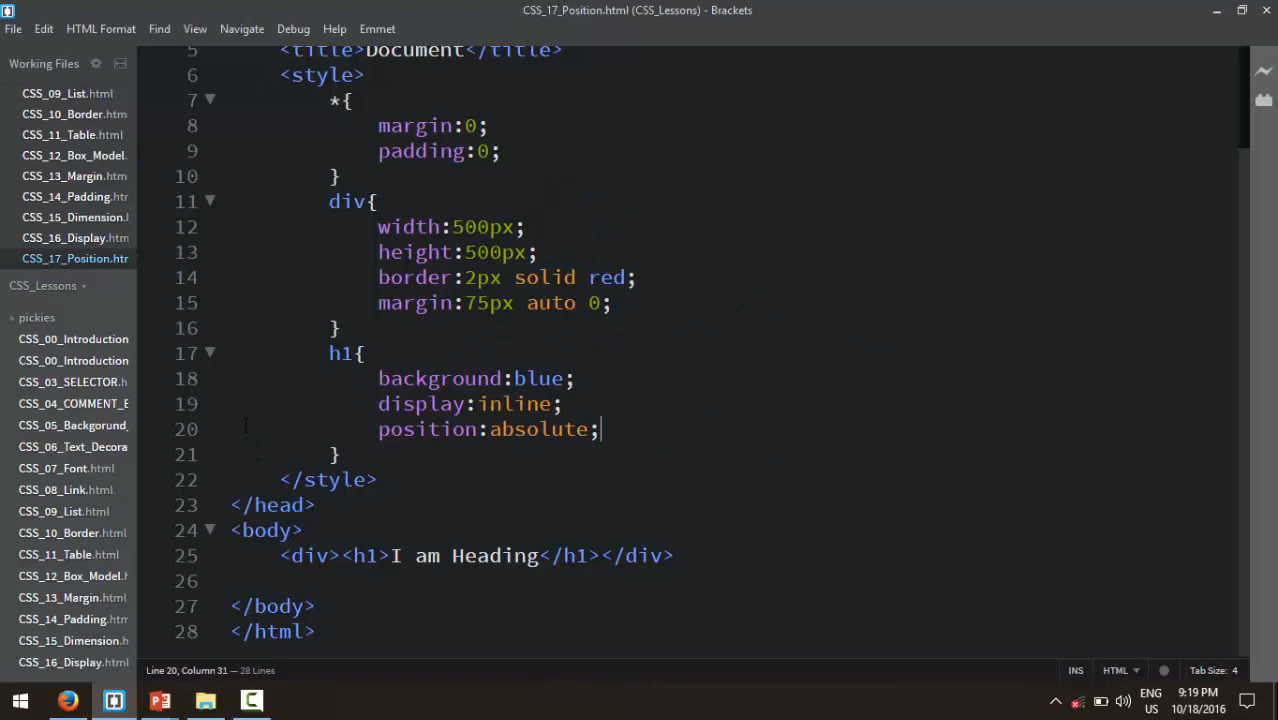 CSS_17_Position.html (CSS_Lessons) - Brackets
File Edit HTML Format Find View Navigate Debug Help Emmet
Working Files
CSS_09_List.html
CSS_10_Border.htm
CSS_11_Table.html
CSS_12_Box_Model.
CSS_13_Margin.htm
CSS_14_Padding.htr
CSS_15_Dimension.l
CSS_16_Display.htm
CSS_17_Position.htr
CSS_Lessons
pickies
CSS_00_Introduction
CSS_00_Introduction
CSS_03_SELECTOR.h
CSS_04_COMMENT_E
CSS_05_Backgorund_
CSS_06_Text_Decora
CSS_07_Font.html
CSS_08_Link.html
CSS_09_List.html
CSS_10_Border.html
CSS_11_Table.html
CSS_12_Box_Model.h
CSS_13_Margin.html
CSS_14_Padding.html
CSS_15_Dimension.h
CSS_16_Display.html
5 <title>Document</title>
6 <style>
7 *{
8 margin:0;
9 padding:0;
10 }
11 div{
12 width:500px;
13 height:500px;
14 border:2px solid red;
15 margin:75px auto 0;
16 }
17 h1{
18 background:blue;
19 display:inline;
20 position:absolute;
21 }
22 </style>
23 </head>
24 <body>
25 <div><h1>I am Heading</h1></div>
26
27 </body>
28 </html>
Line 20, Column 31 — 28 Lines
INS HTML Tab Size: 4
ENG
US
9:19 PM
10/18/2016